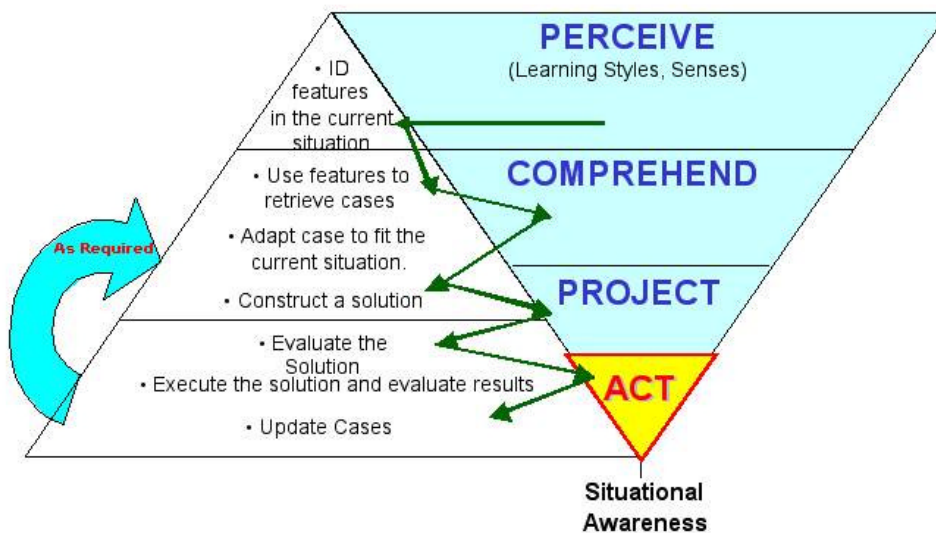 PERCEIVE
(Learning Styles, Senses)
• ID
features
in the current
situation
COMPREHEND
• Use features to
retrieve cases
• Adapt case to fit the
current situation.
• Construct a solution
As Required
PROJECT
• Evaluate the
Solution
• Execute the solution and evaluate results
• Update Cases
ACT
Situational
Awareness